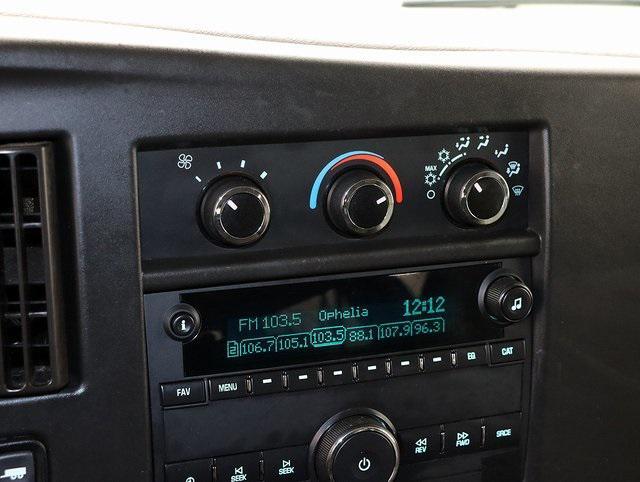 MAX
FM 103.5 Ophelia 12:12
2 106.7 105.1 103.5 88.1 107.9 96.3
i
FAV MENU EQ CAT
SEEK SEEK REV FWD SRCE